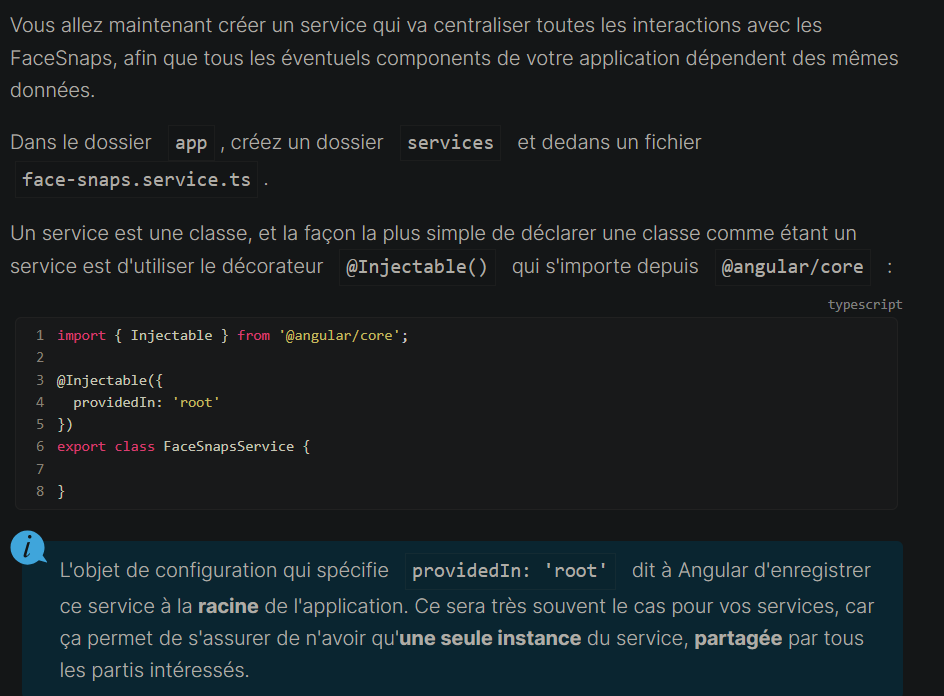 Vous allez maintenant créer un service qui va centraliser toutes les interactions avec les
FaceSnaps, afin que tous les éventuels components de votre application dépendent des mêmes
données.
Dans le dossier app , créez un dossier services et dedans un fichier
face-snaps.service.ts .
Un service est une classe, et la façon la plus simple de déclarer une classe comme étant un
service est d'utiliser le décorateur @Injectable() qui s'importe depuis @angular/core :
typescript
1 import { Injectable } from '@angular/core';
2
3 @Injectable({
4   providedIn: 'root'
5 })
6 export class FaceSnapsService {
7
8 }
i
L'objet de configuration qui spécifie providedIn: 'root' dit à Angular d'enregistrer
ce service à la racine de l'application. Ce sera très souvent le cas pour vos services, car
ça permet de s'assurer de n'avoir qu'une seule instance du service, partagée par tous
les partis intéressés.